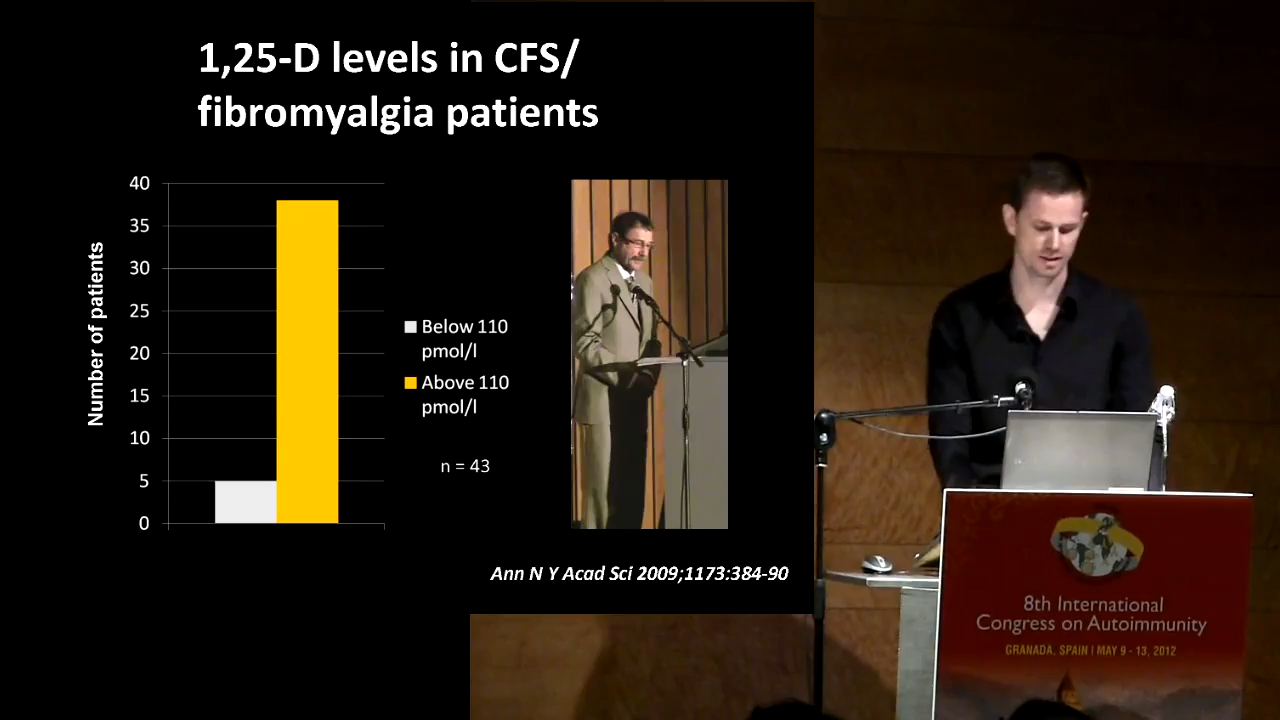 1,25-D levels in CFS/
fibromyalgia patients
40
35
30
25
20
15
10
5
0
Number of patients
Below 110
pmol/l
Above 110
pmol/l
n = 43
Ann N Y Acad Sci 2009;1173:384-90
8th International
Congress on Autoimmunity
GRANADA, SPAIN | MAY 9 - 13, 2012